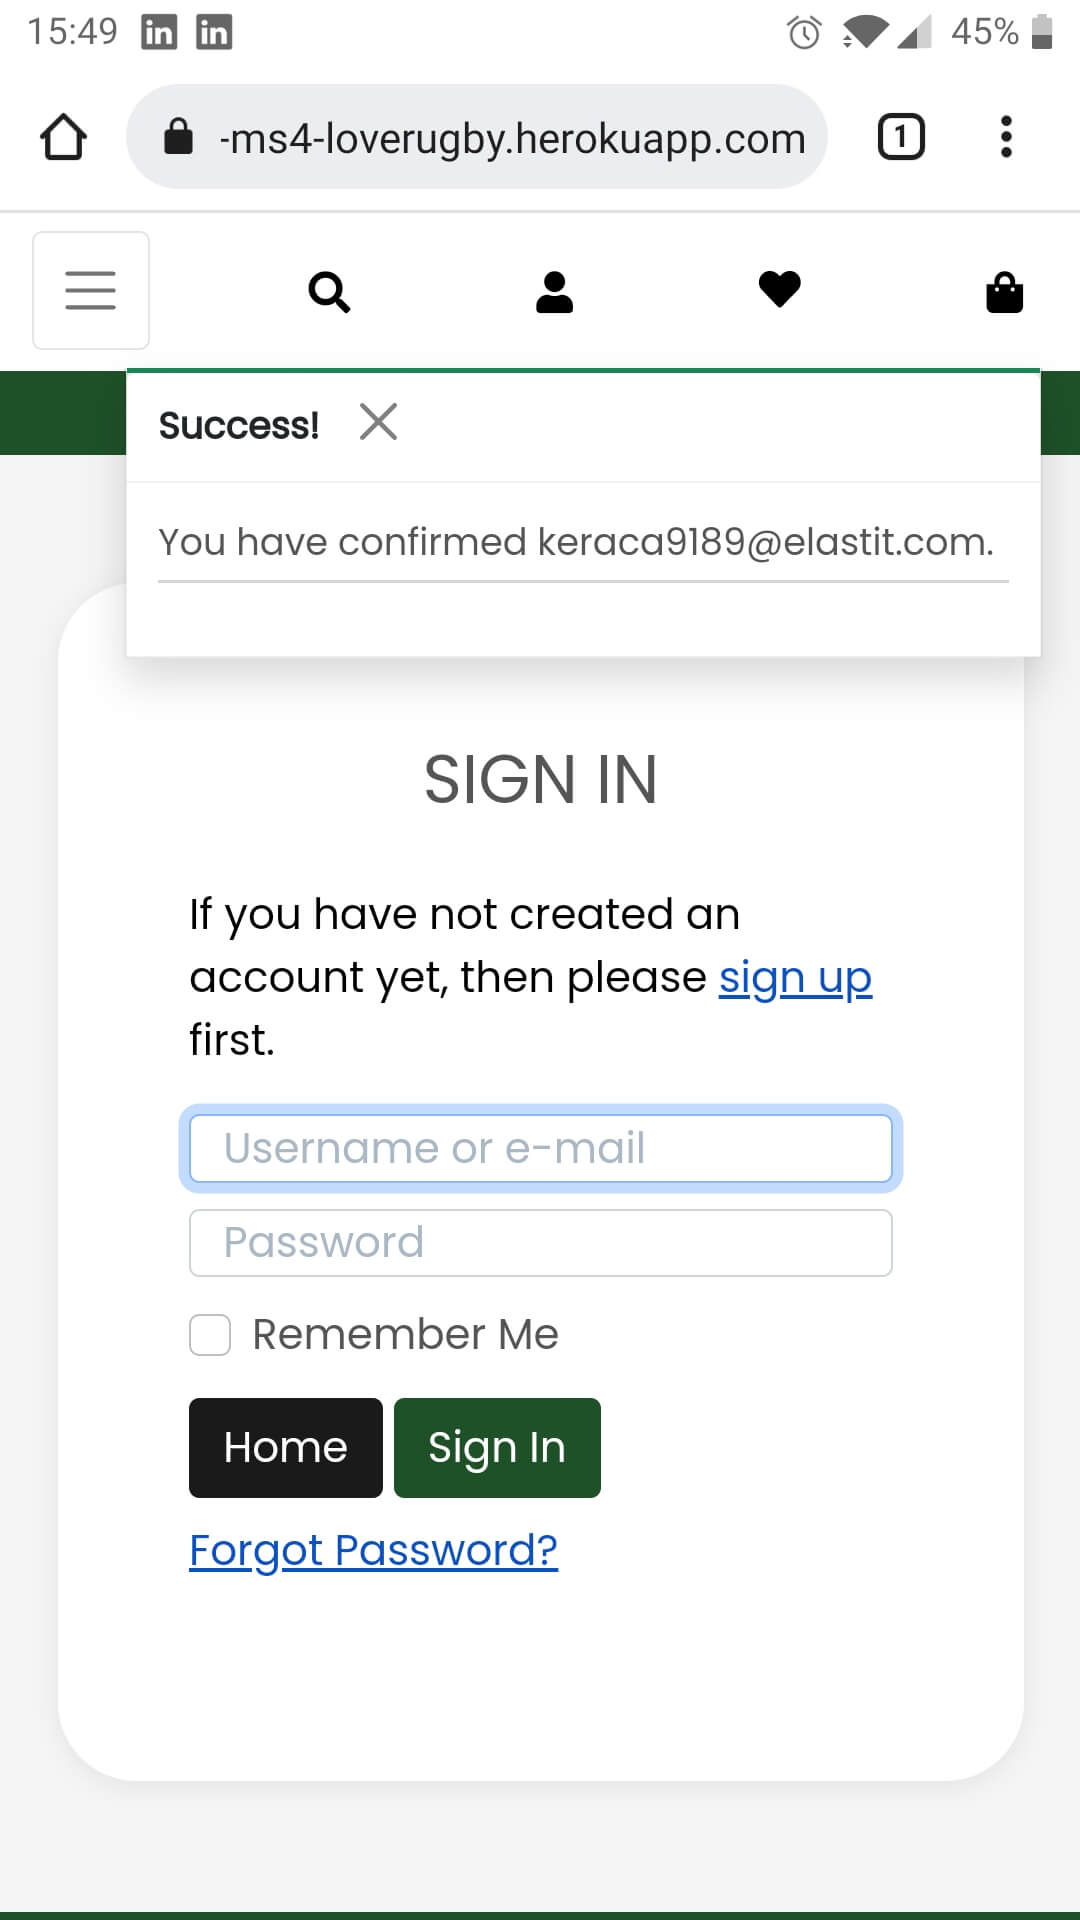 15:49 in in 45%
-ms4-loverugby.herokuapp.com 1
Success!
You have confirmed keraca9189@elastit.com.
SIGN IN
If you have not created an
account yet, then please sign up
first.
Username or e-mail
Password
Remember Me
Home Sign In
Forgot Password?